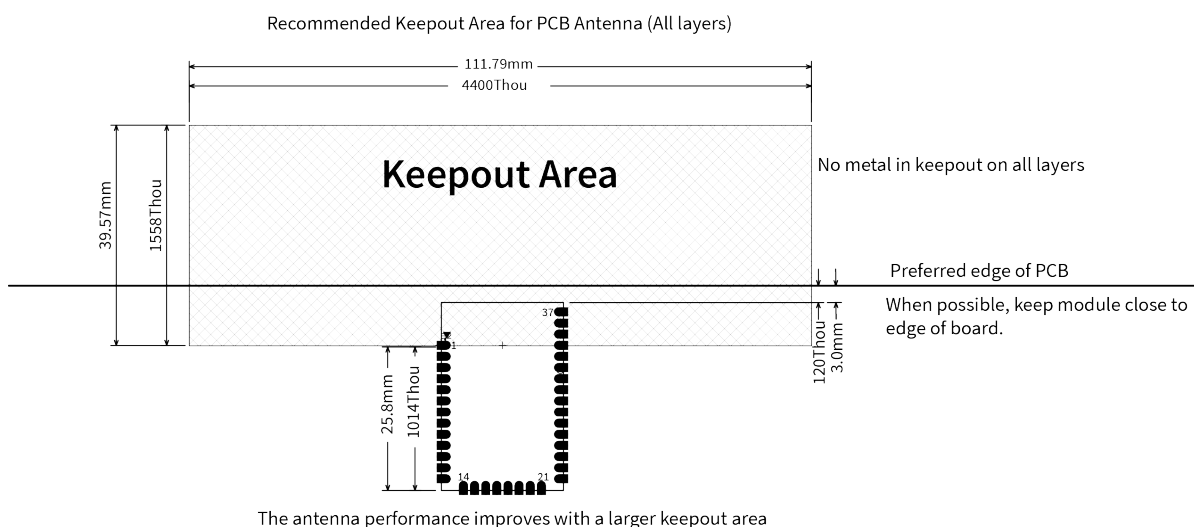 Recommended Keepout Area for PCB Antenna (All layers)
111.79mm
4400Thou
Keepout Area
No metal in keepout on all layers
39.57mm
1558Thou
Preferred edge of PCB
When possible, keep module close to
edge of board.
37
1
120Thou
3.0mm
25.8mm
1014Thou
14
21
The antenna performance improves with a larger keepout area